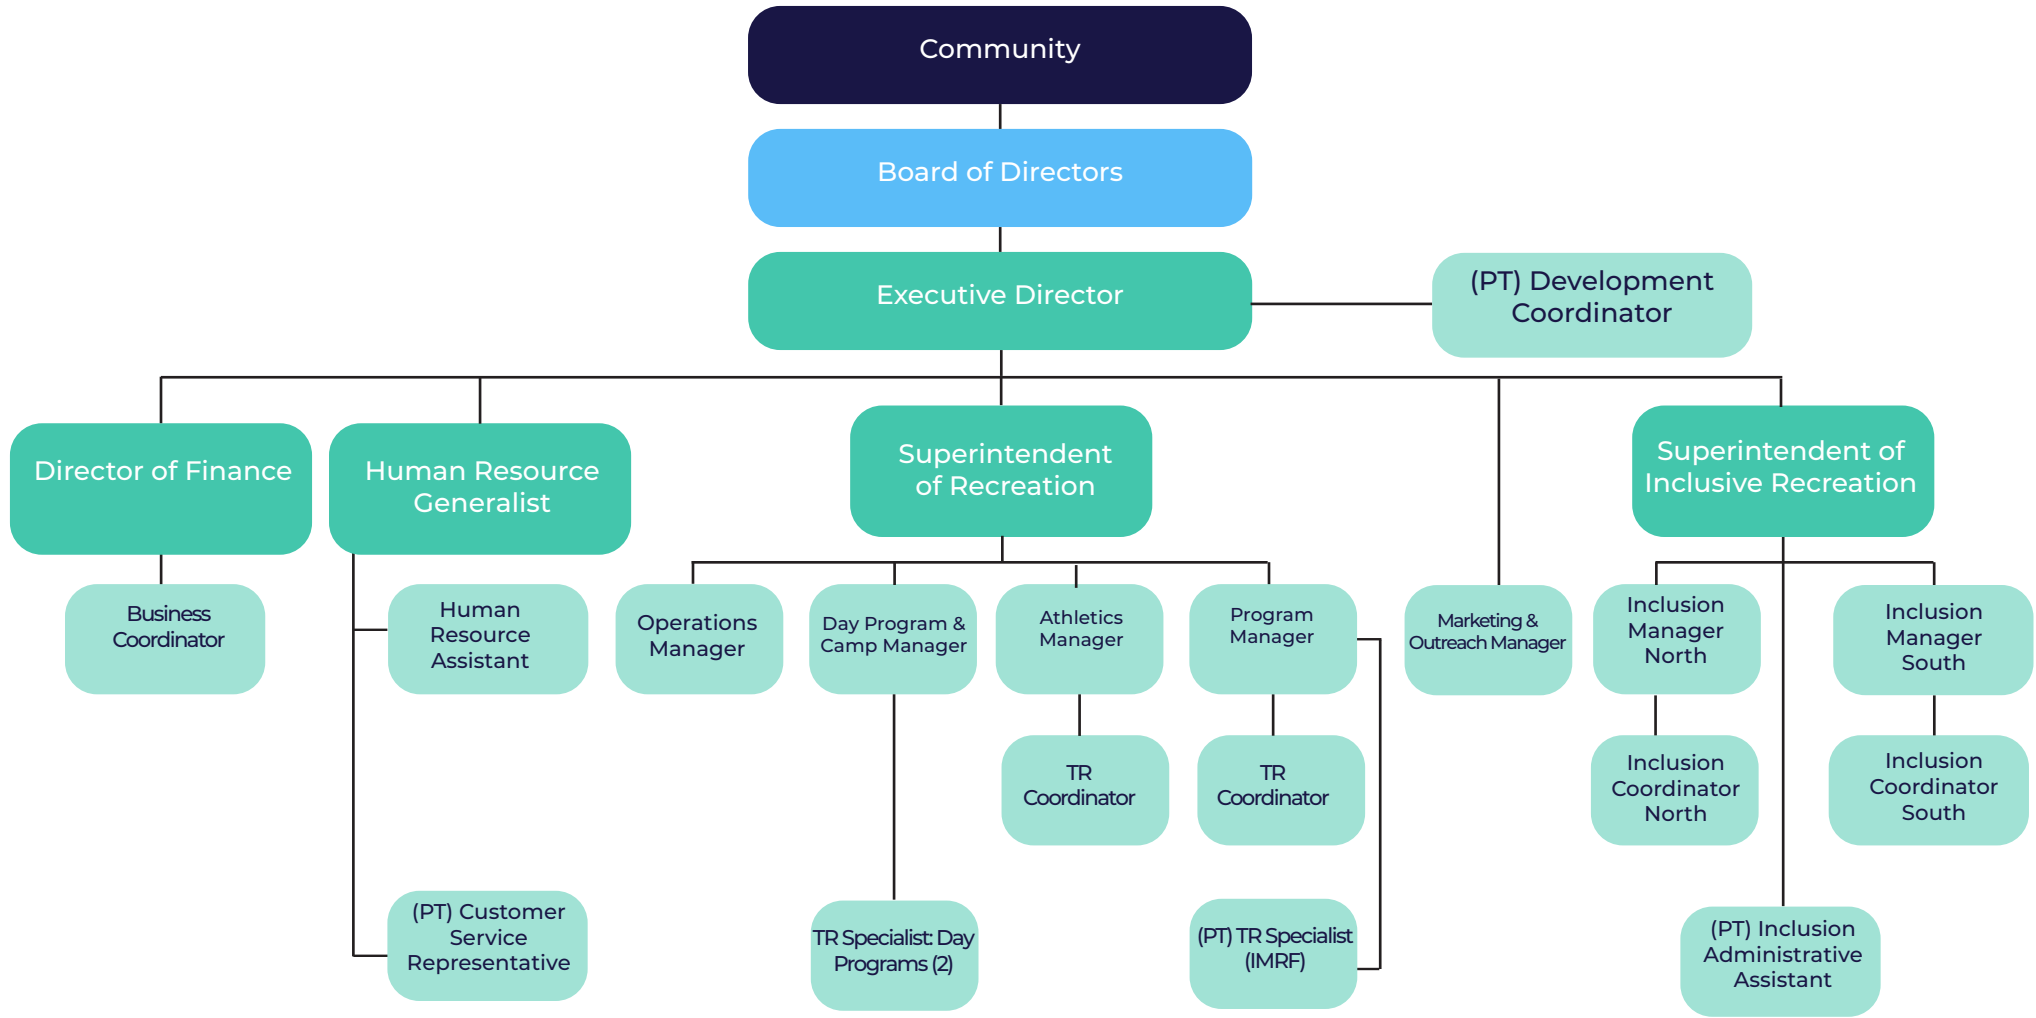 Community
Board of Directors
Executive Director
(PT) Development
Coordinator
Director of Finance
Human Resource
Generalist
Superintendent
of Recreation
Superintendent of
Inclusive Recreation
Business
Coordinator
Human
Resource
Assistant
Operations
Manager
Day Program &
Camp Manager
Athletics
Manager
Program
Manager
Marketing &
Outreach Manager
Inclusion
Manager
North
Inclusion
Manager
South
TR
Coordinator
TR
Coordinator
Inclusion
Coordinator
North
Inclusion
Coordinator
South
(PT) Customer
Service
Representative
TR Specialist: Day
Programs (2)
(PT) TR Specialist
(IMRF)
(PT) Inclusion
Administrative
Assistant